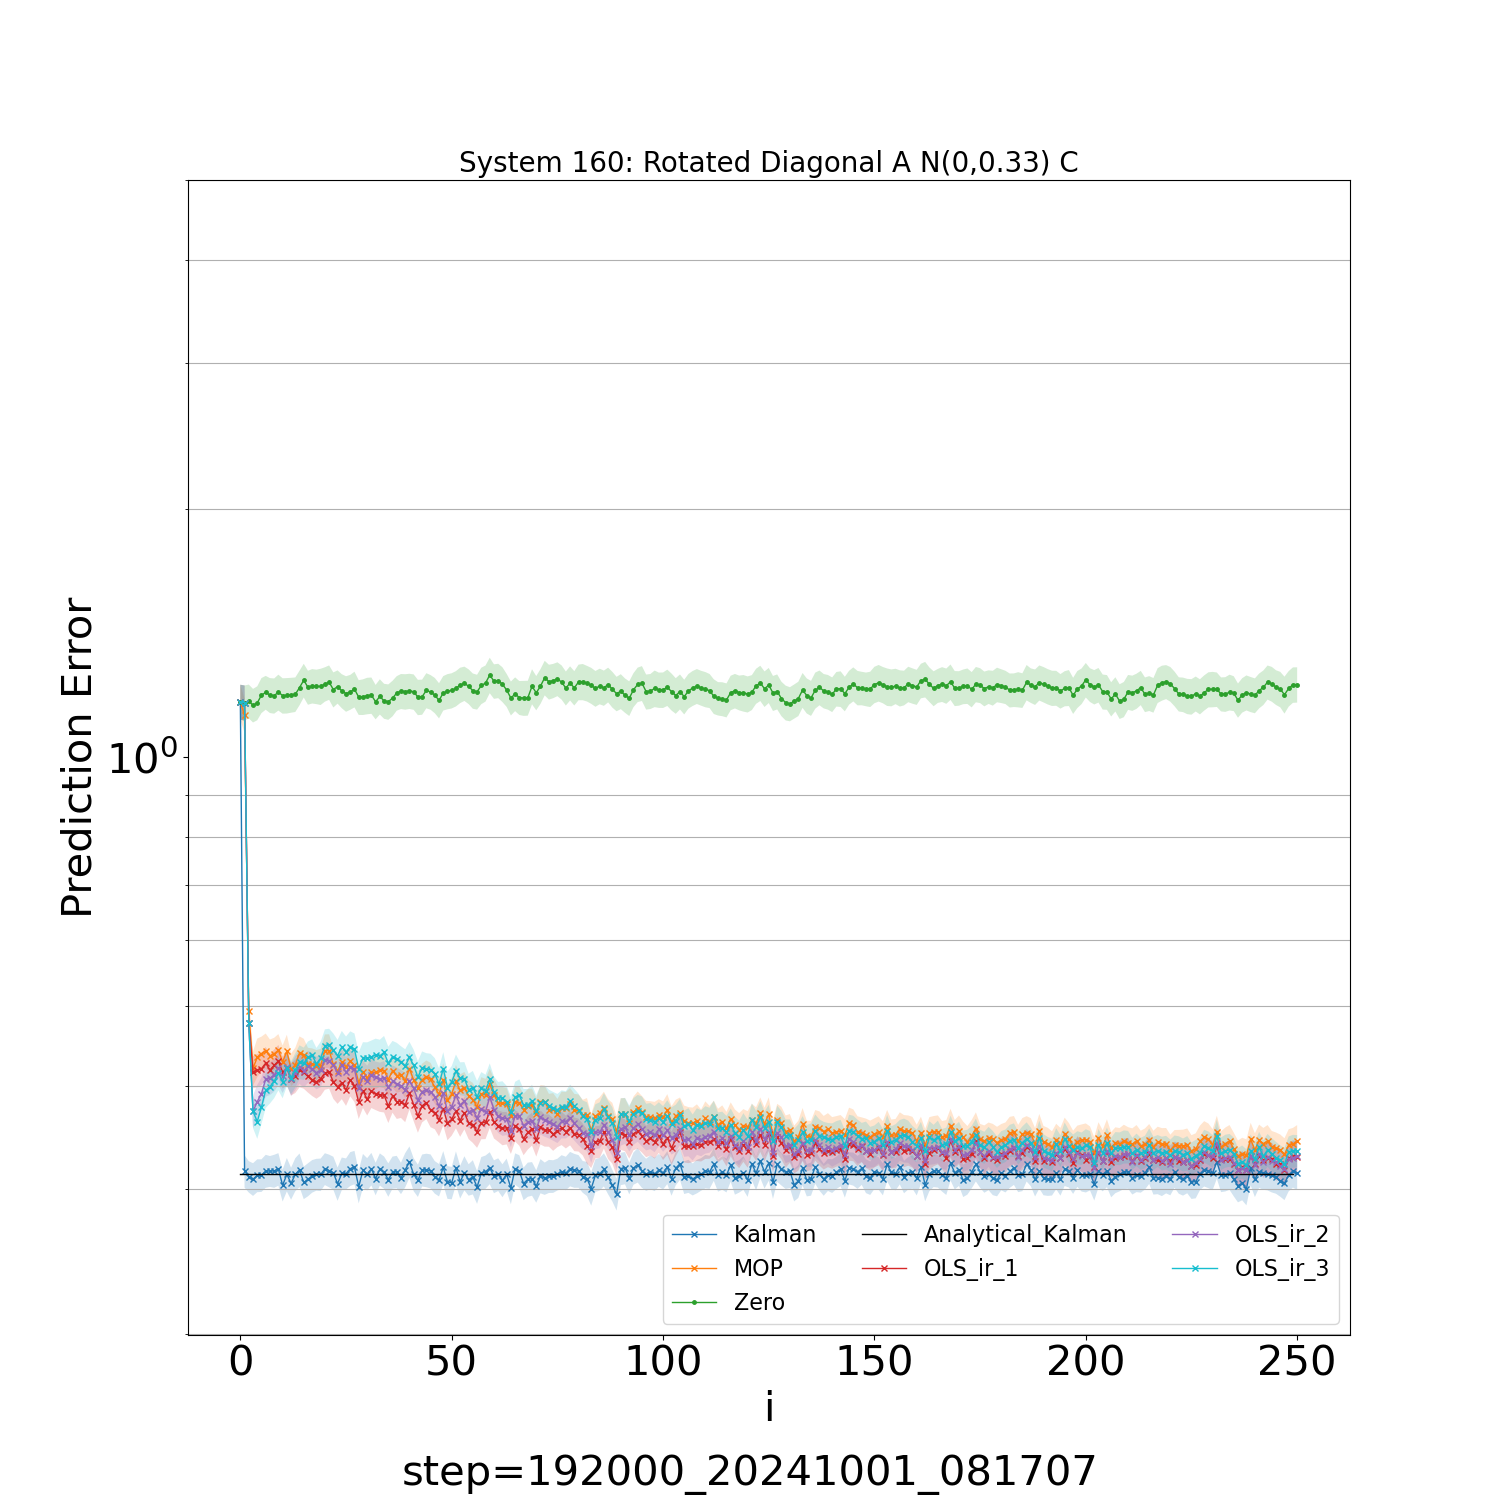 System 160: Rotated Diagonal A N(0,0.33) C
Prediction Error
10⁰
Kalman
MOP
Zero
Analytical_Kalman
OLS_ir_1
OLS_ir_2
OLS_ir_3
0 50 100 150 200 250
i
step=192000_20241001_081707